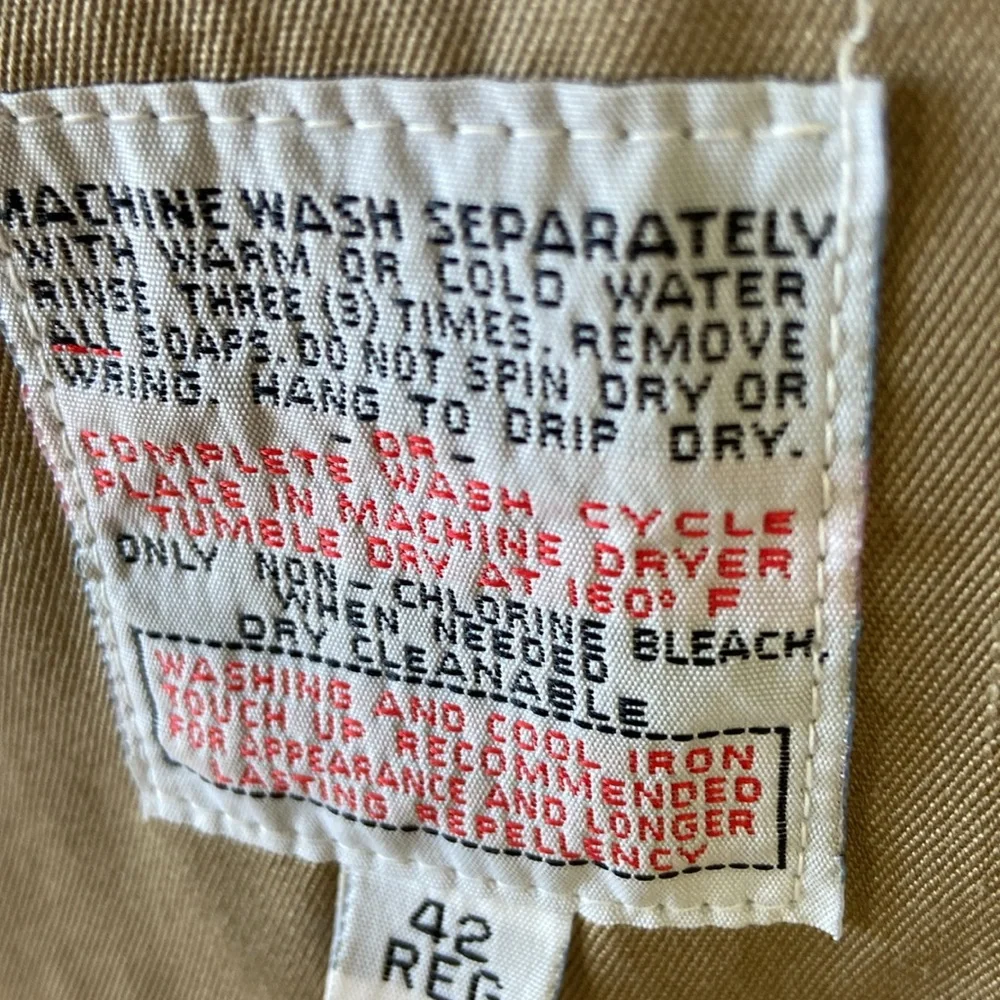 MACHINE WASH SEPARATELY
WITH WARM OR COLD WATER
RINSE THREE (3) TIMES. REMOVE
ALL SOAPS. DO NOT SPIN DRY OR
WRING. HANG TO DRIP DRY.
- OR -
COMPLETE WASH CYCLE
PLACE IN MACHINE DRYER
TUMBLE DRY AT 160° F
ONLY NON-CHLORINE BLEACH,
WHEN NEEDED
DRY CLEANABLE
WASHING AND COOL IRON
TOUCH UP RECOMMENDED
FOR APPEARANCE AND LONGER
LASTING REPELLENCY
42
REG